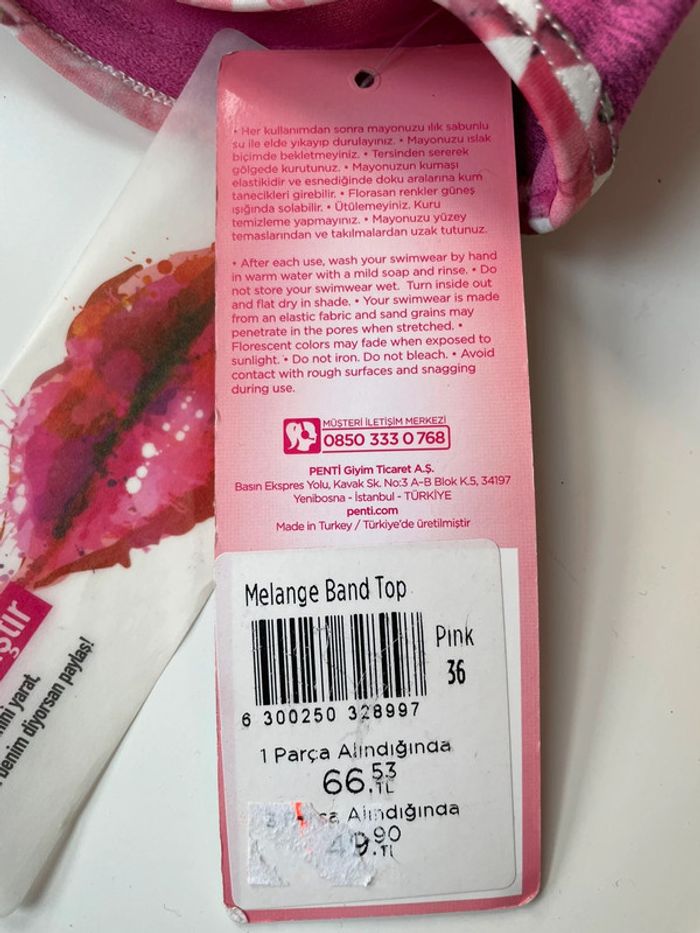 • Her kullanımdan sonra mayonuzu ılık sabunlu
su ile elde yıkayıp durulayınız. • Mayonuzu ıslak
biçimde bekletmeyiniz. • Tersinden sererek
gölgede kurutunuz. • Mayonuzun kumaşı
elastikidir ve esnediğinde doku aralarına kum
tanecikleri girebilir. • Florasan renkler güneş
ışığında solabilir. • Ütülemeyiniz. Kuru
temizleme yapmayınız. • Mayonuzu yüzey
temaslarından ve takılmalardan uzak tutunuz.
• After each use, wash your swimwear by hand
in warm water with a mild soap and rinse. • Do
not store your swimwear wet. Turn inside out
and flat dry in shade. • Your swimwear is made
from an elastic fabric and sand grains may
penetrate in the pores when stretched. •
Florescent colors may fade when exposed to
sunlight. • Do not iron. Do not bleach. • Avoid
contact with rough surfaces and snagging
during use.
MÜŞTERİ İLETİŞİM MERKEZİ
0850 333 0 768
PENTİ Giyim Ticaret A.Ş.
Basın Ekspres Yolu, Kavak Sk. No:3 A-B Blok K.5, 34197
Yenibosna - İstanbul - TÜRKİYE
penti.com
Made in Turkey / Türkiye'de üretilmiştir
Melange Band Top
Pink
36
6 300250 328997
1 Parça Alındığında
66.53 TL
Alındığında
49.90 TL
yarat,
benim diyorsan paylaş!